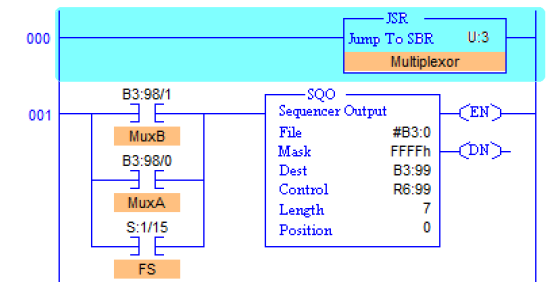 JSR
000 Jump To SBR U:3
Multiplexor
B3:98/1 SQO
001 Sequencer Output EN
MuxB File #B3:0
B3:98/0 Mask FFFFh DN
Dest B3:99
MuxA Control R6:99
S:1/15 Length 7
Position 0
FS